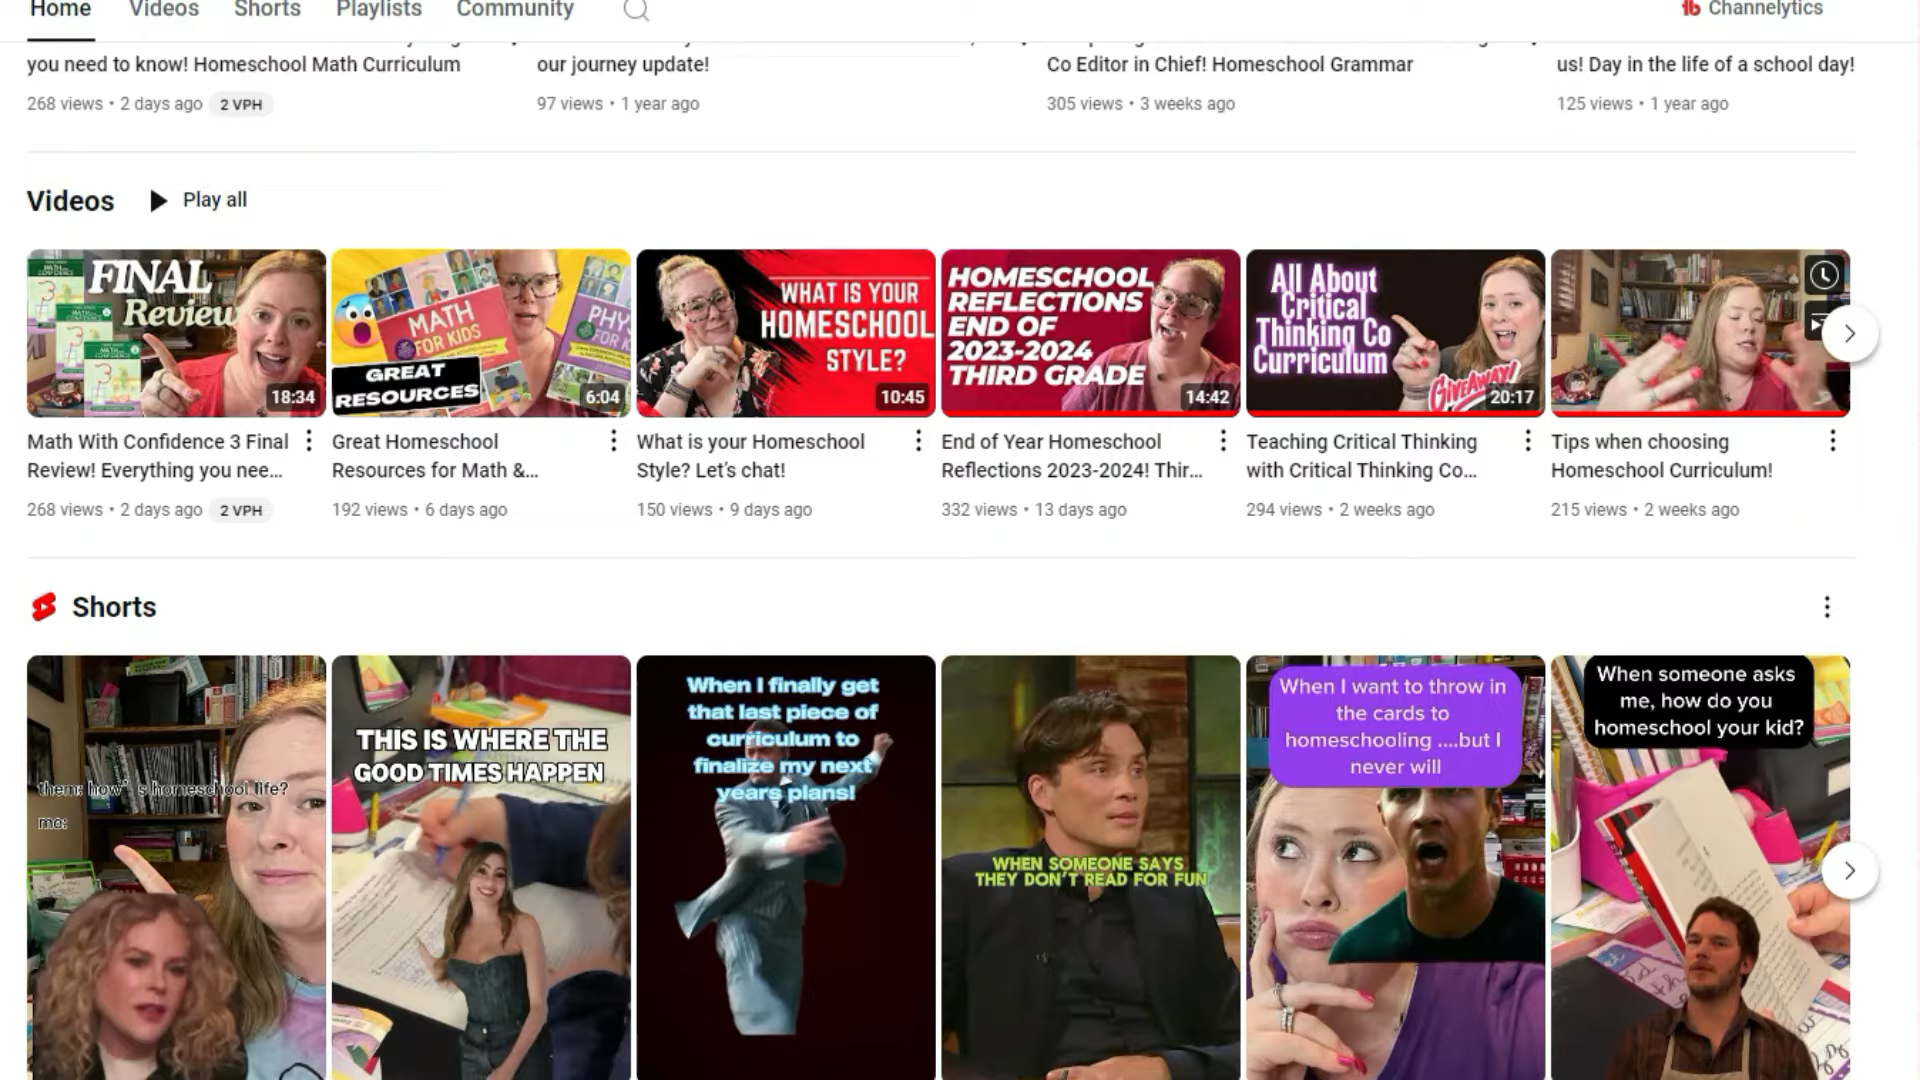 Home Videos Shorts Playlists Community
Channelytics
you need to know! Homeschool Math Curriculum
268 views • 2 days ago 2 VPH
our journey update!
97 views • 1 year ago
Co Editor in Chief! Homeschool Grammar
305 views • 3 weeks ago
us! Day in the life of a school day!
125 views • 1 year ago
Videos Play all
FINAL
Review
18:34
MATH
FOR KIDS
GREAT
RESOURCES
6:04
WHAT IS YOUR
HOMESCHOOL
STYLE?
10:45
HOMESCHOOL
REFLECTIONS
END OF
2023-2024
THIRD GRADE
14:42
All About
Critical
Thinking Co
Curriculum
GIVEAWAY!
20:17
Math With Confidence 3 Final
Review! Everything you nee...
268 views • 2 days ago 2 VPH
Great Homeschool
Resources for Math &...
192 views • 6 days ago
What is your Homeschool
Style? Let’s chat!
150 views • 9 days ago
End of Year Homeschool
Reflections 2023-2024! Thir...
332 views • 13 days ago
Teaching Critical Thinking
with Critical Thinking Co...
294 views • 2 weeks ago
Tips when choosing
Homeschool Curriculum!
215 views • 2 weeks ago
Shorts
them: how's homeschool life?
me:
THIS IS WHERE THE
GOOD TIMES HAPPEN
When I finally get
that last piece of
curriculum to
finalize my next
years plans!
WHEN SOMEONE SAYS
THEY DON'T READ FOR FUN
When I want to throw in
the cards to
homeschooling ....but I
never will
When someone asks
me, how do you
homeschool your kid?